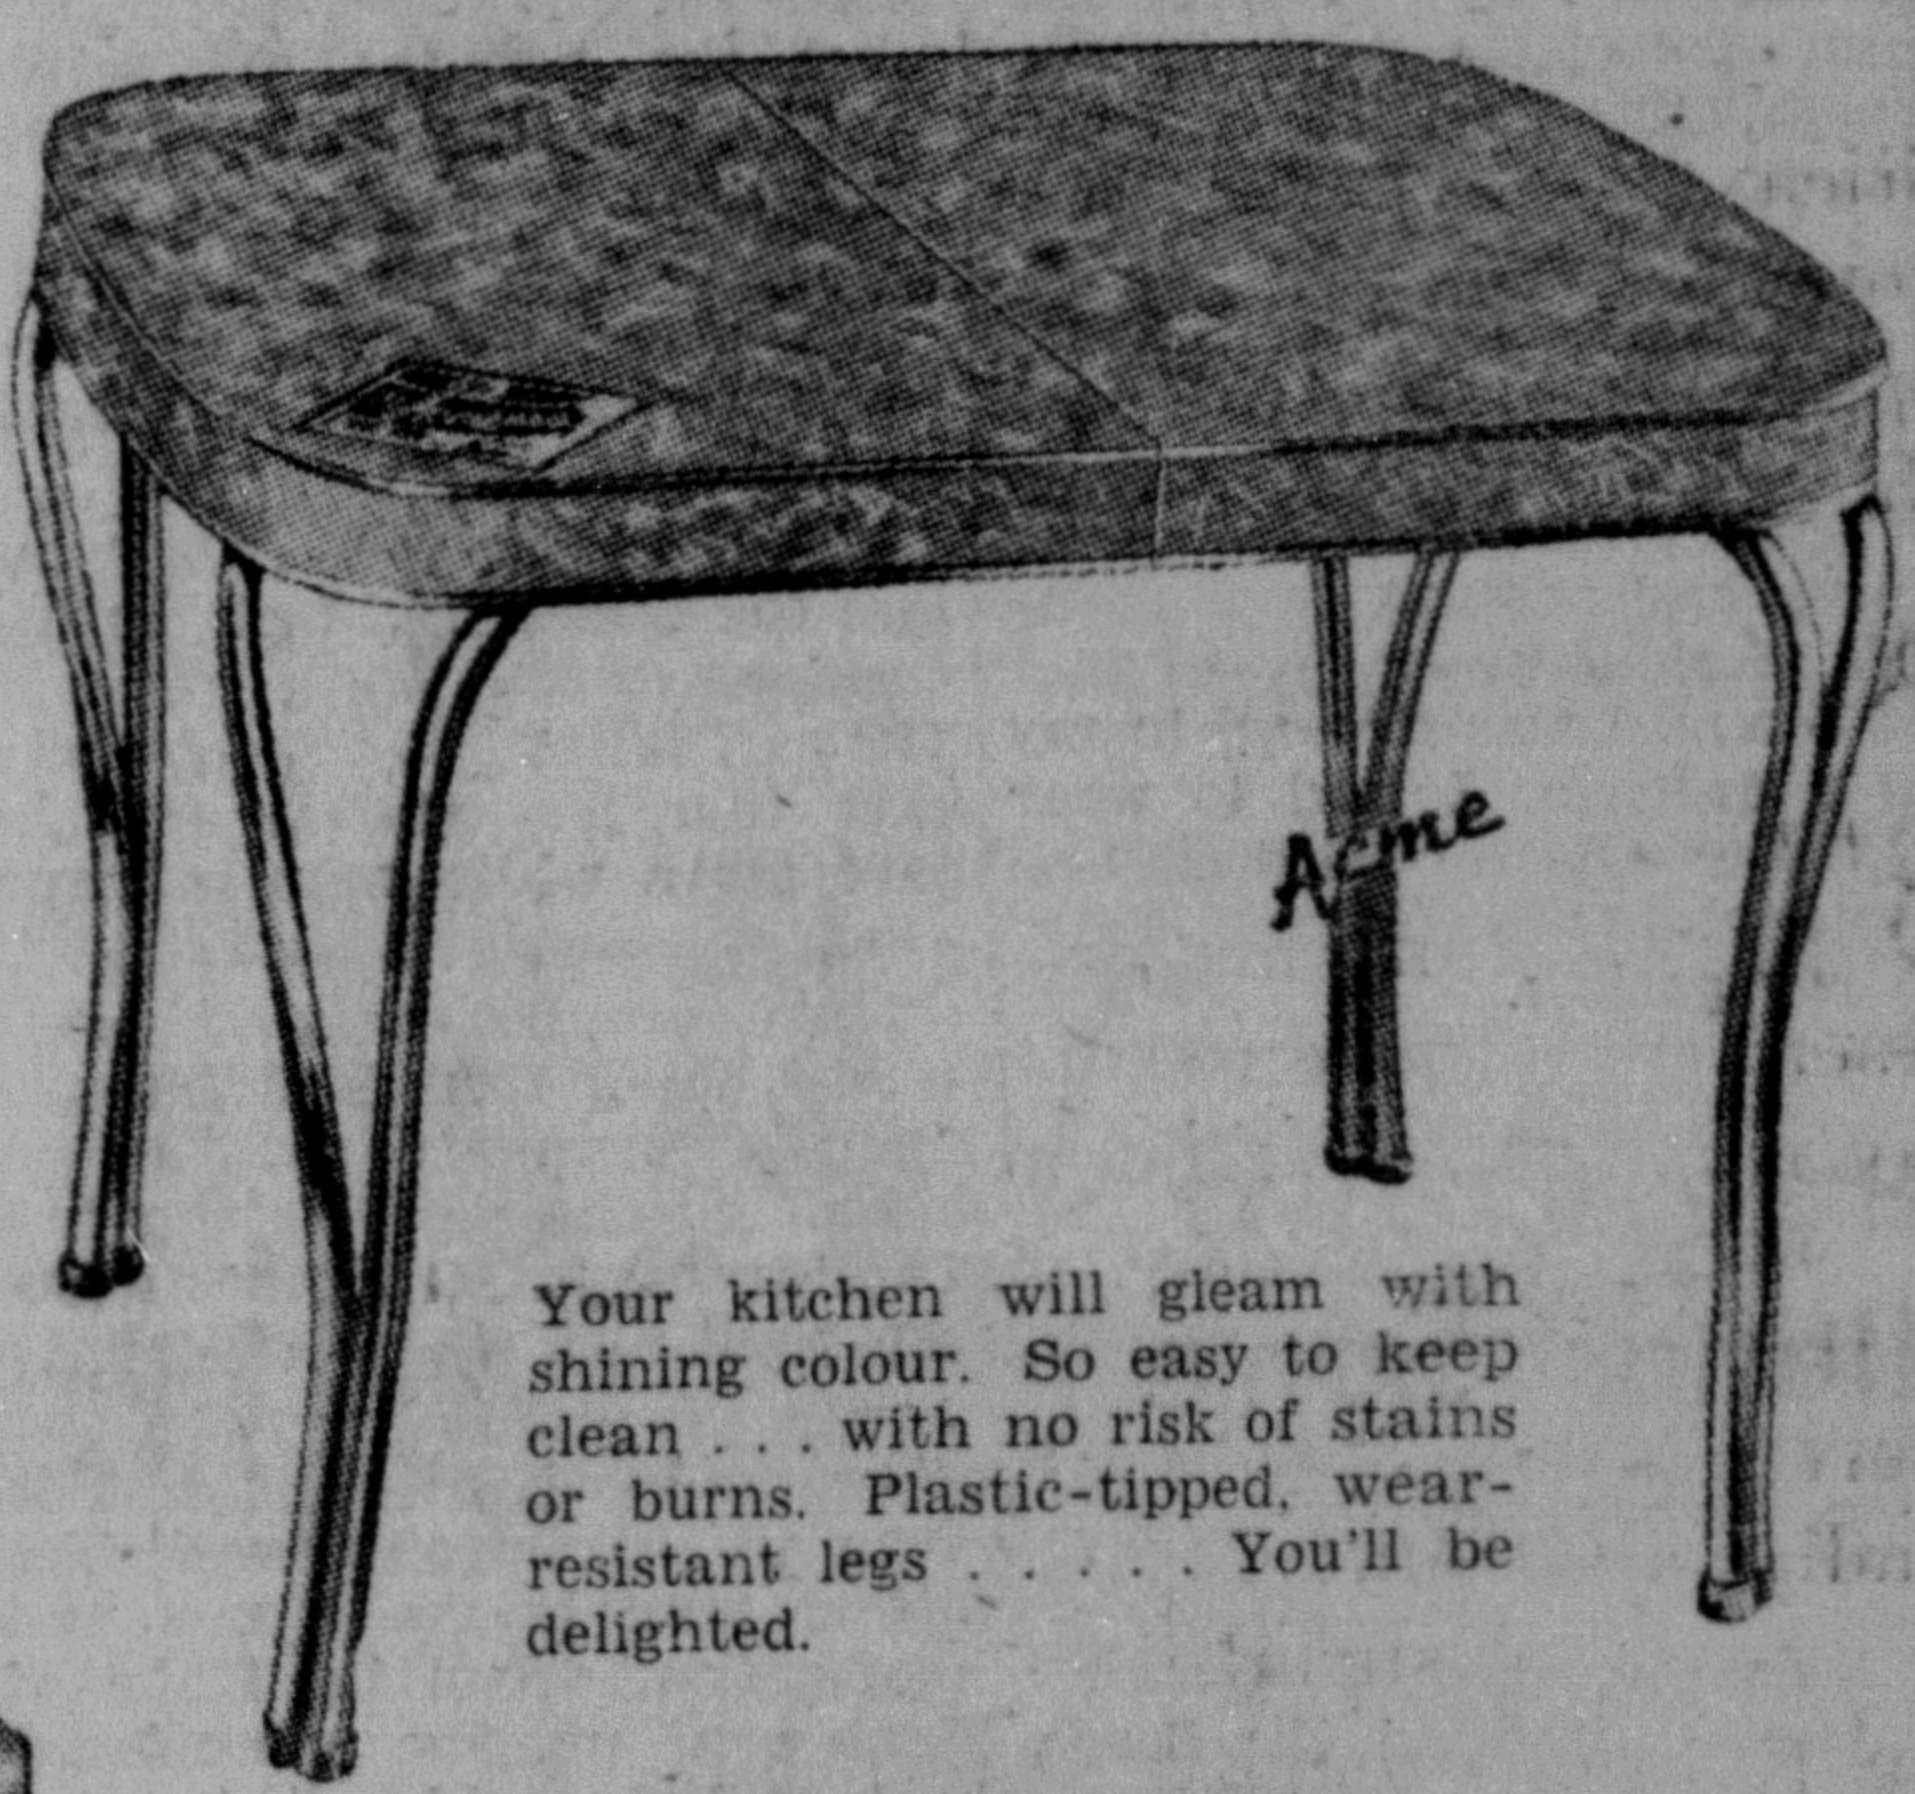 Acme
Your kitchen will gleam with
shining colour. So easy to keep
clean . . . with no risk of stains
or burns. Plastic-tipped, wear-
resistant legs . . . . . You'll be
delighted.